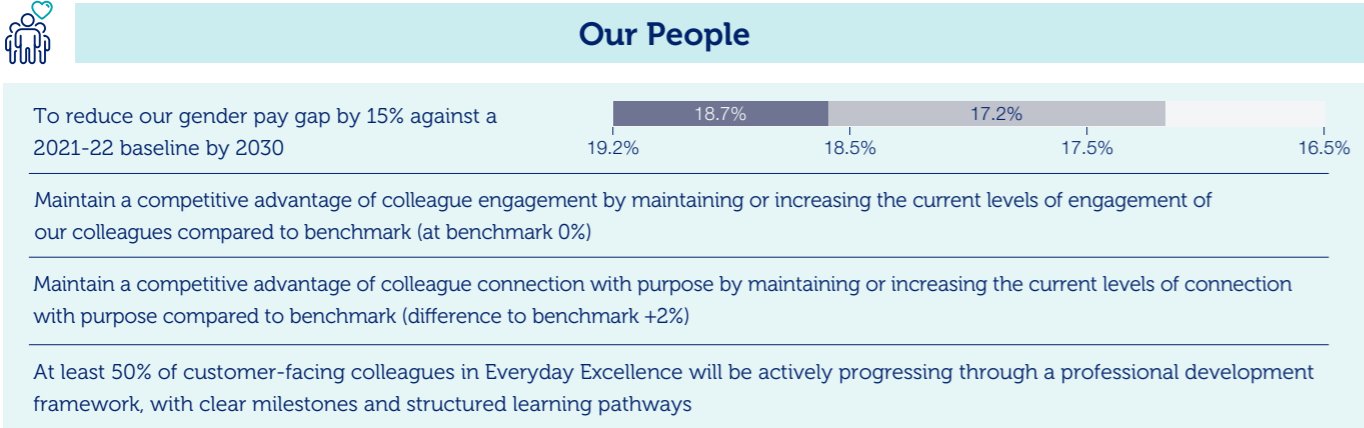 Our People
To reduce our gender pay gap by 15% against a
2021-22 baseline by 2030
18.7%
17.2%
19.2%
18.5%
17.5%
16.5%
Maintain a competitive advantage of colleague engagement by maintaining or increasing the current levels of engagement of
our colleagues compared to benchmark (at benchmark 0%)
Maintain a competitive advantage of colleague connection with purpose by maintaining or increasing the current levels of connection
with purpose compared to benchmark (difference to benchmark +2%)
At least 50% of customer-facing colleagues in Everyday Excellence will be actively progressing through a professional development
framework, with clear milestones and structured learning pathways